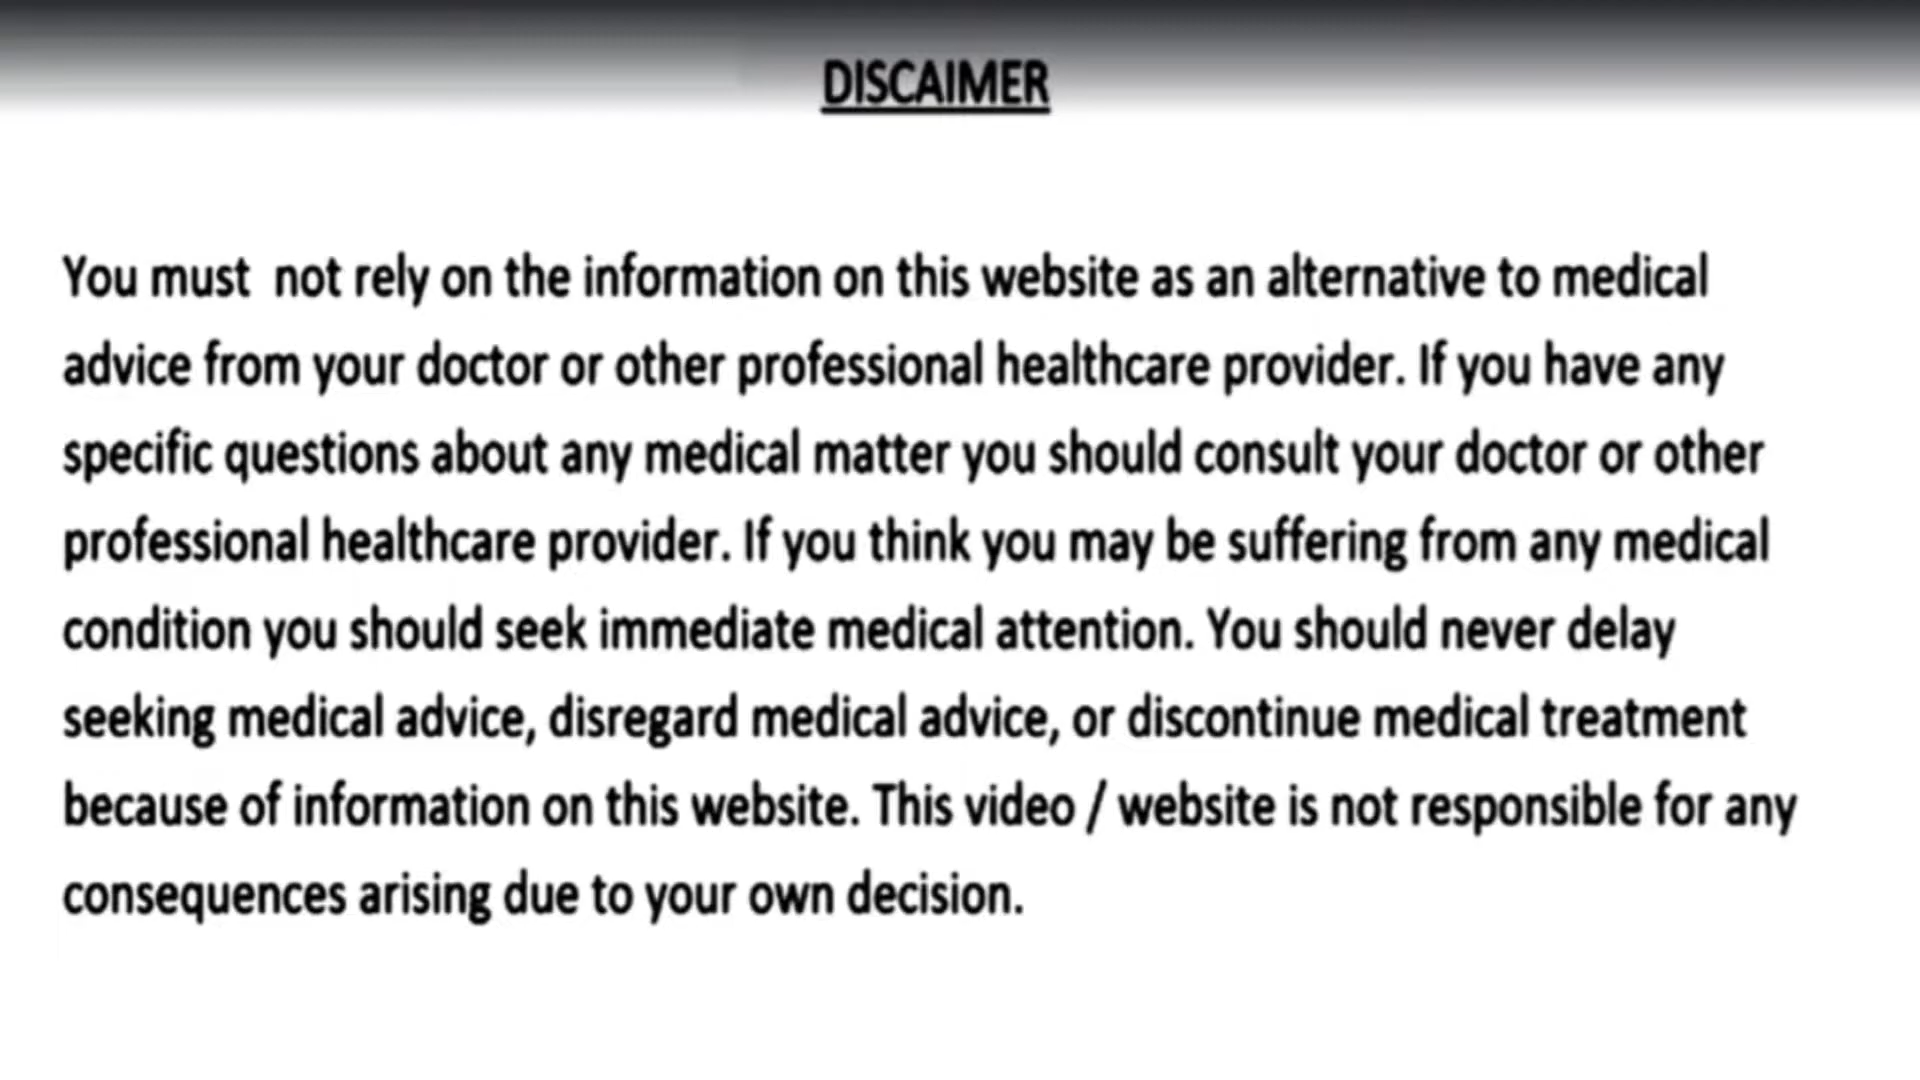 DISCAIMER
You must  not rely on the information on this website as an alternative to medical
advice from your doctor or other professional healthcare provider. If you have any
specific questions about any medical matter you should consult your doctor or other
professional healthcare provider. If you think you may be suffering from any medical
condition you should seek immediate medical attention. You should never delay
seeking medical advice, disregard medical advice, or discontinue medical treatment
because of information on this website. This video / website is not responsible for any
consequences arising due to your own decision.